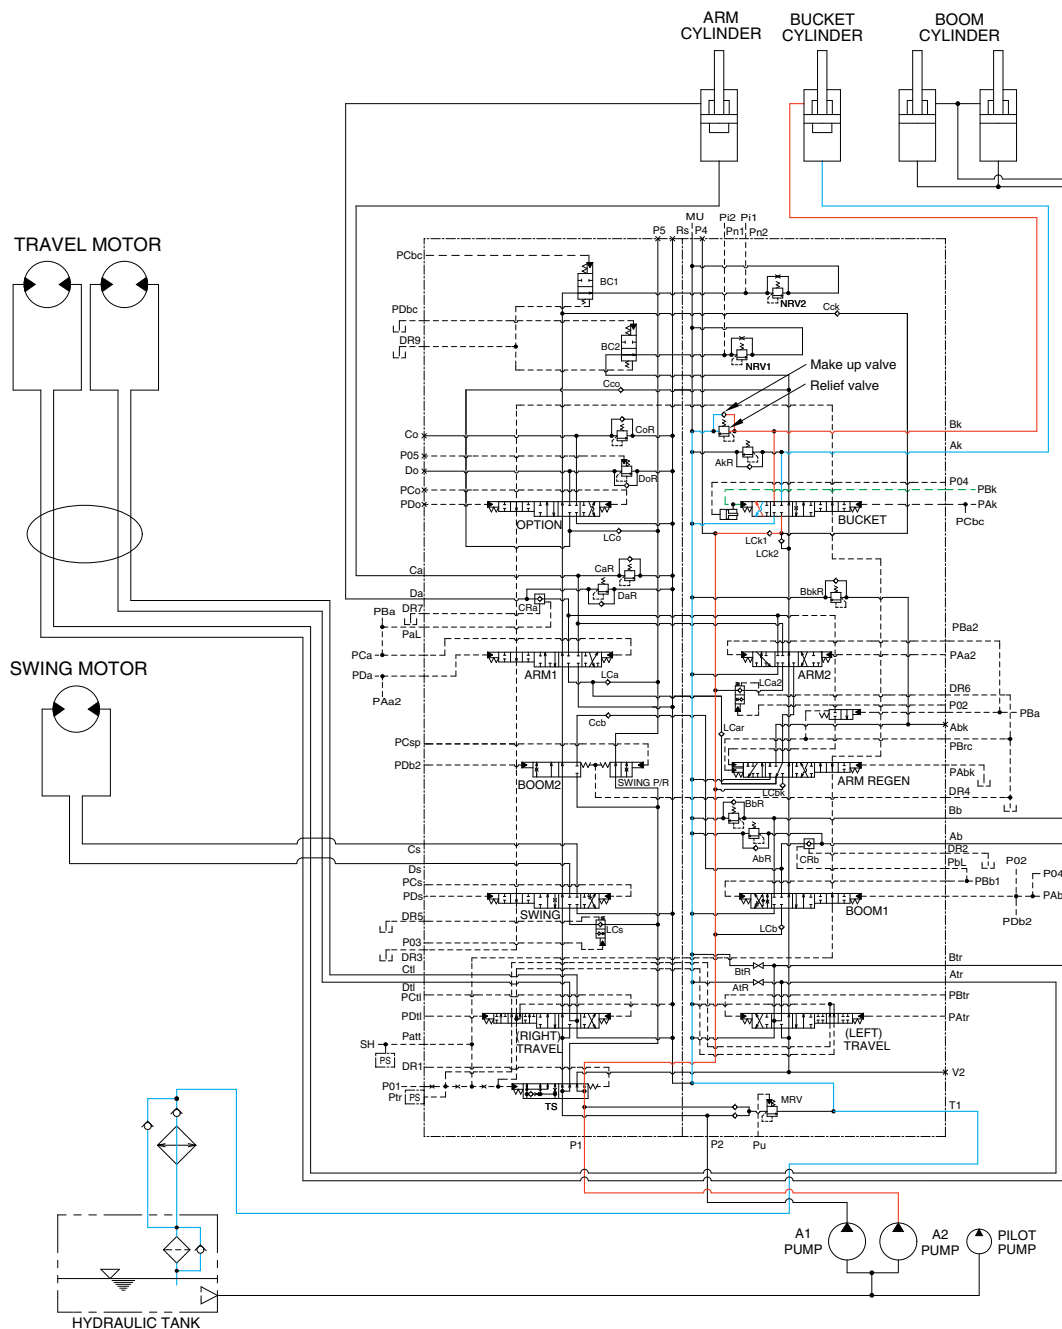 ARM
CYLINDER
BUCKET
CYLINDER
BOOM
CYLINDER
TRAVEL MOTOR
MU
Pi2
Pi1
P5
Rs
P4
Pn1
Pn2
PCbc
BC1
NRV2
Cck
PDbc
DR9
BC2
NRV1
Make up valve
Cco
Relief valve
Co
CoR
Bk
Ak
P05
AkR
Do
DoR
P04
PCo
PBk
PDo
PAk
OPTION
BUCKET
PCbc
LCo
LCk1
LCk2
Ca
CaR
Da
DaR
BbkR
PBa
DR7
CRa
PaL
PBa2
PCa
PAa2
PDa
ARM1
ARM2
PAa2
LCa
LCa2
DR6
P02
PBa
Ccb
LCar
Abk
PCsp
PBrc
PDb2
PAbk
BOOM2
SWING P/R
LCbk
ARM REGEN
DR4
BbR
Bb
Ab
AbR
CRb
DR2
Cs
PbL
P02
Ds
P04
PCs
PBb1
PDs
PAb
SWING
BOOM1
PDb2
DR5
LCs
LCb
P03
DR3
Btr
Ctl
BtR
Atr
Dtl
AtR
PCtl
PBtr
PDtl
PAtr
Patt
(RIGHT)
TRAVEL
(LEFT)
TRAVEL
SH
PS
DR1
V2
P01
Ptr
PS
TS
MRV
T1
P1
P2
Pu
SWING MOTOR
A1
PUMP
A2
PUMP
PILOT
PUMP
HYDRAULIC TANK